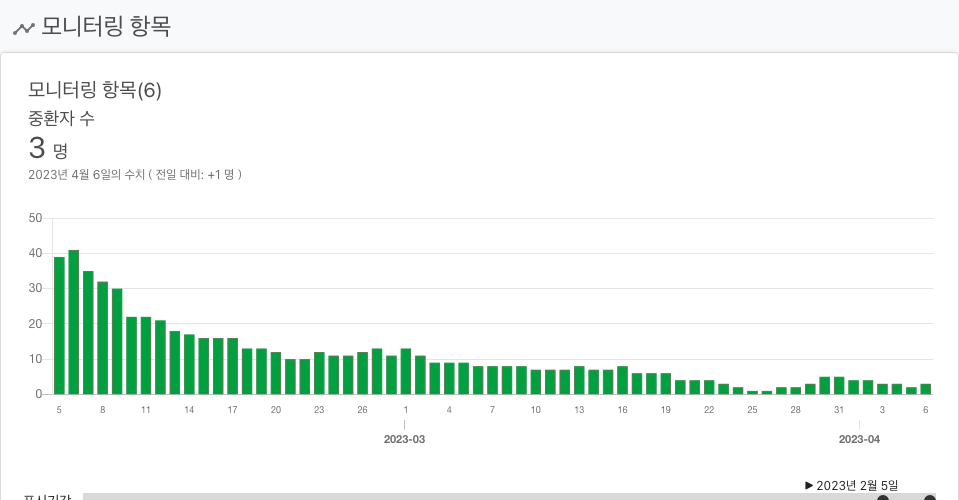 모니터링 항목
모니터링 항목(6)
중환자 수
3 명
2023년 4월 6일의 수치 ( 전일 대비: +1 명 )
50
40
30
20
10
0
5 8 11 14 17 20 23 26 1 4 7 10 13 16 19 22 25 28 31 3 6
2023-03 2023-04
▶ 2023년 2월 5일
표시기간